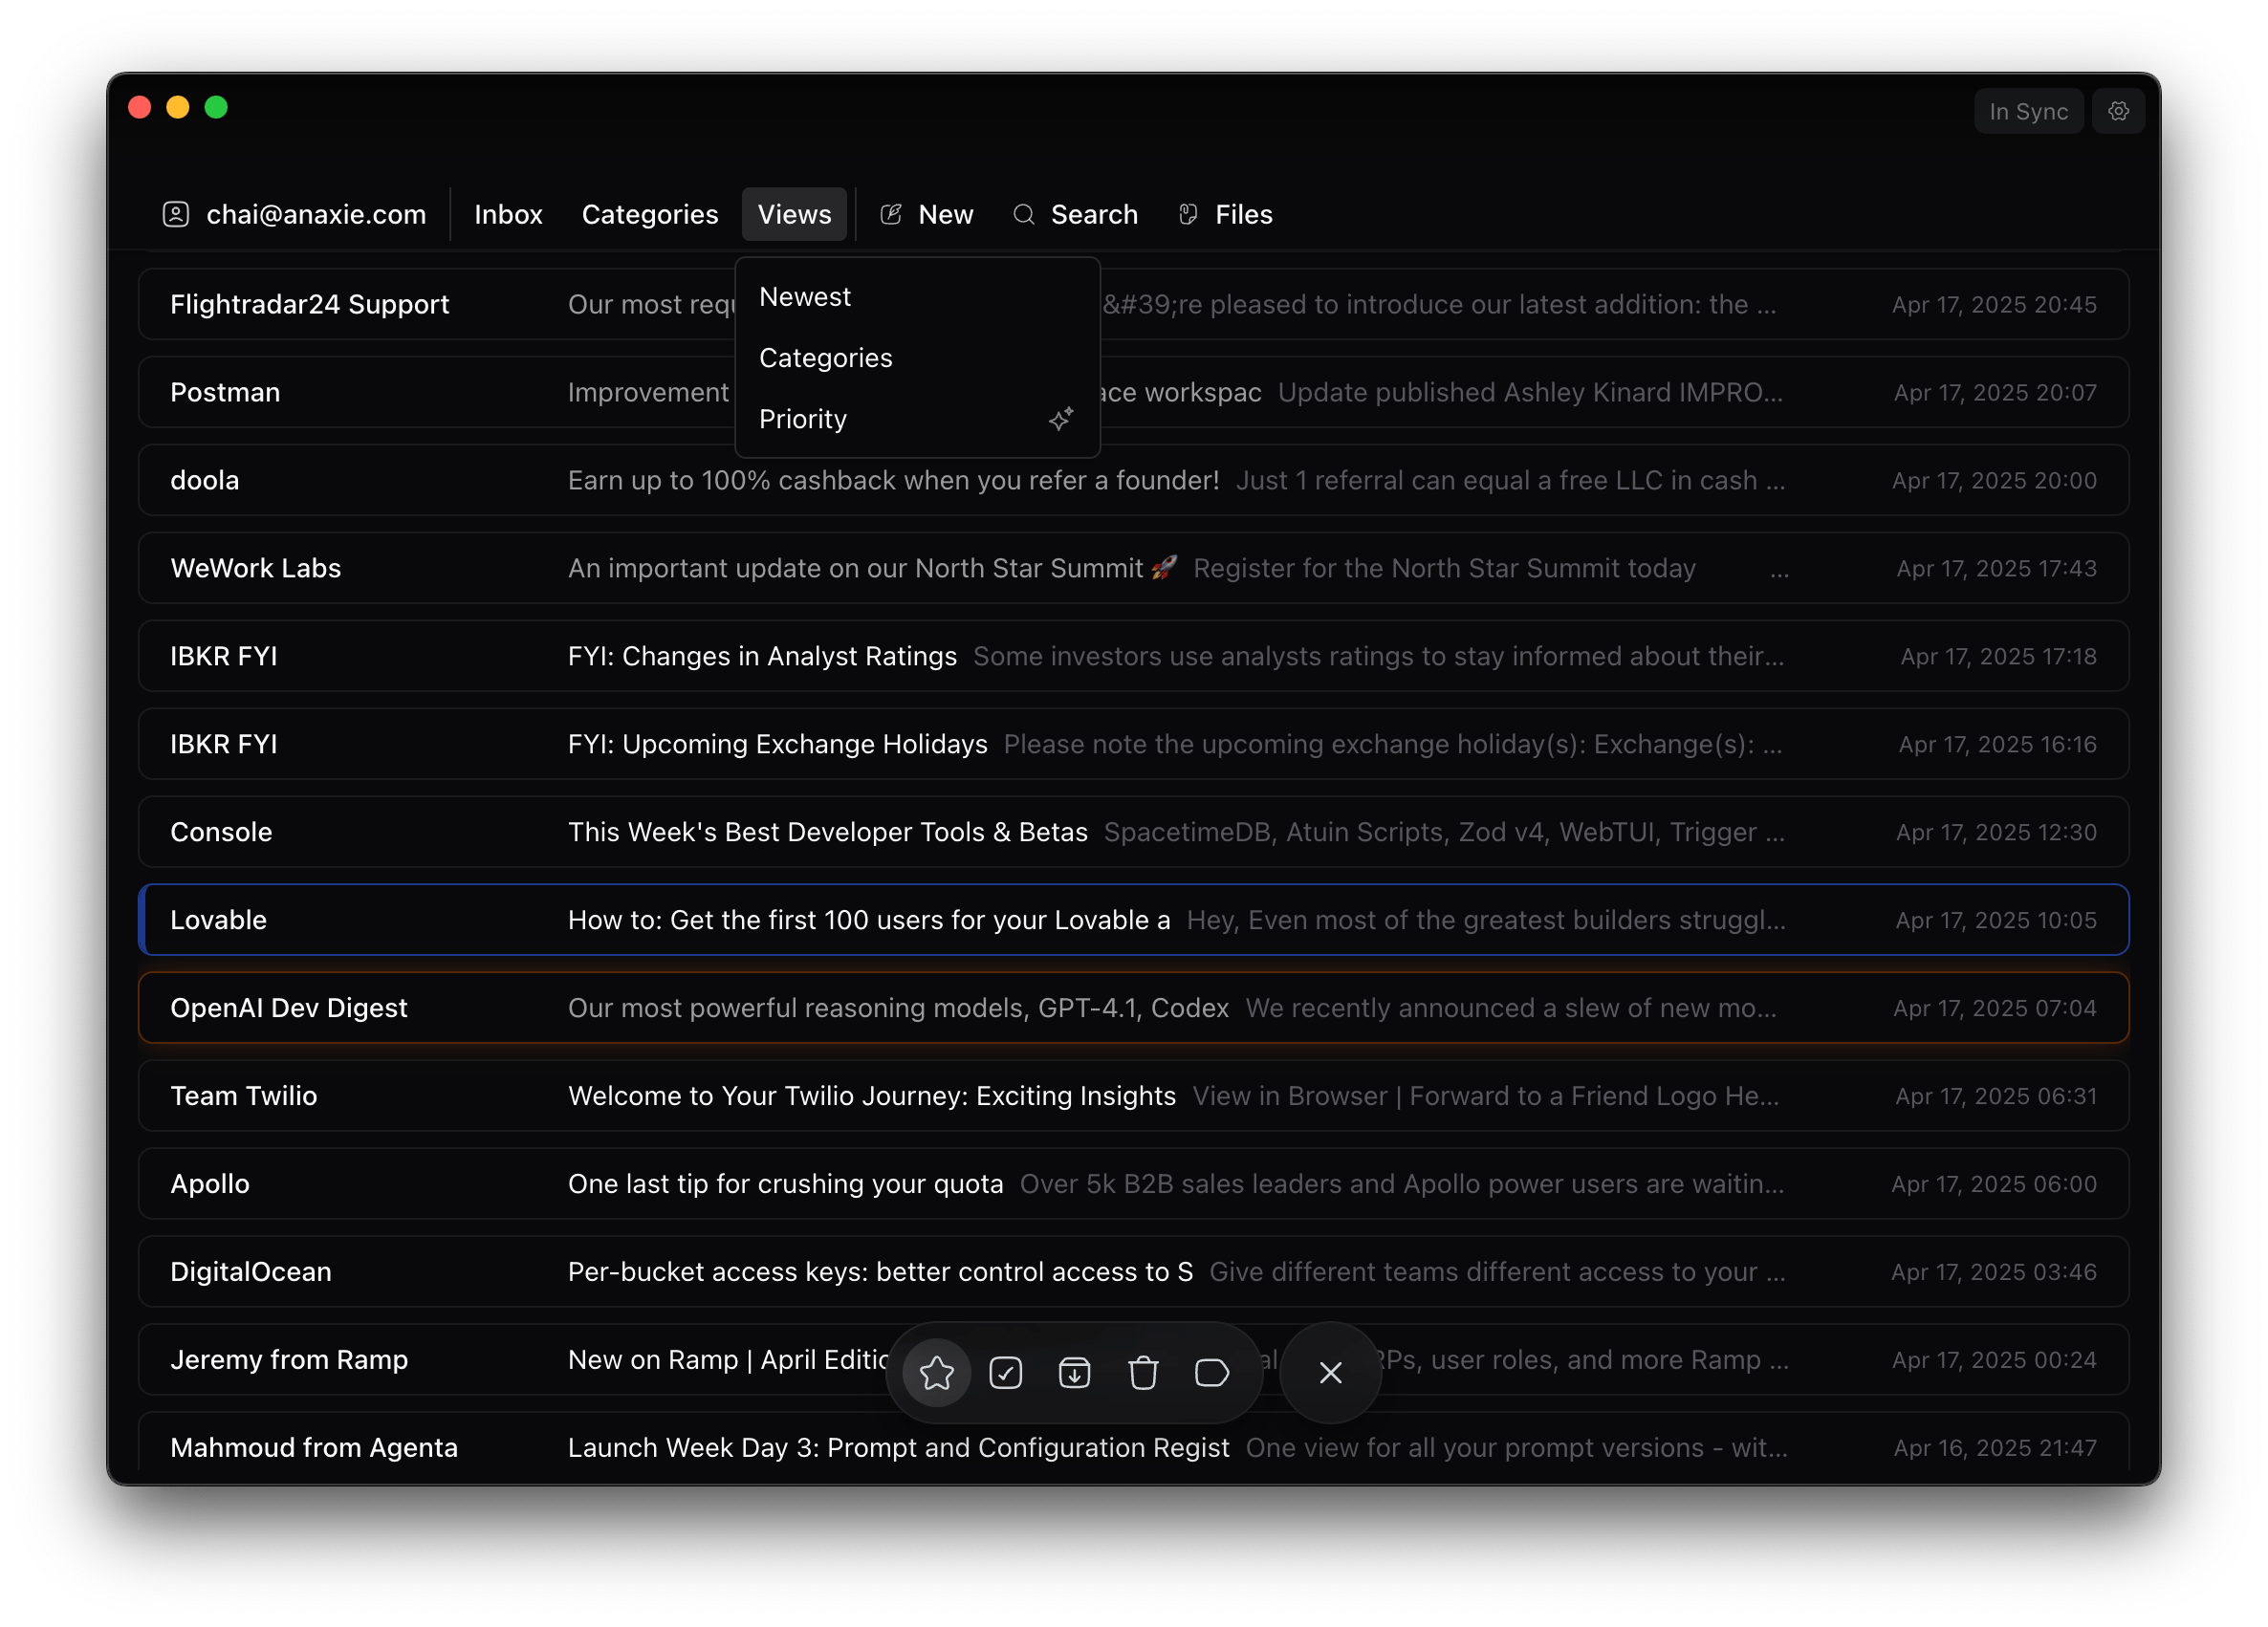 In Sync
chai@anaxie.com Inbox Categories Views New Search Files
Newest
Categories
Priority
Flightradar24 Support Our most &#39;re pleased to introduce our latest addition: the ... Apr 17, 2025 20:45
Postman Improvement workspac Update published Ashley Kinard IMPRO... Apr 17, 2025 20:07
doola Earn up to 100% cashback when you refer a founder! Just 1 referral can equal a free LLC in cash ... Apr 17, 2025 20:00
WeWork Labs An important update on our North Star Summit 🚀 Register for the North Star Summit today ... Apr 17, 2025 17:43
IBKR FYI FYI: Changes in Analyst Ratings Some investors use analysts ratings to stay informed about their... Apr 17, 2025 17:18
IBKR FYI FYI: Upcoming Exchange Holidays Please note the upcoming exchange holiday(s): Exchange(s): ... Apr 17, 2025 16:16
Console This Week's Best Developer Tools & Betas SpacetimeDB, Atuin Scripts, Zod v4, WebTUI, Trigger ... Apr 17, 2025 12:30
Lovable How to: Get the first 100 users for your Lovable a Hey, Even most of the greatest builders struggl... Apr 17, 2025 10:05
OpenAI Dev Digest Our most powerful reasoning models, GPT-4.1, Codex We recently announced a slew of new mo... Apr 17, 2025 07:04
Team Twilio Welcome to Your Twilio Journey: Exciting Insights View in Browser | Forward to a Friend Logo He... Apr 17, 2025 06:31
Apollo One last tip for crushing your quota Over 5k B2B sales leaders and Apollo power users are waitin... Apr 17, 2025 06:00
DigitalOcean Per-bucket access keys: better control access to S Give different teams different access to your ... Apr 17, 2025 03:46
Jeremy from Ramp New on Ramp | April user roles, and more Ramp ... Apr 17, 2025 00:24
Mahmoud from Agenta Launch Week Day 3: Prompt and Configuration Regist One view for all your prompt versions - wit... Apr 16, 2025 21:47